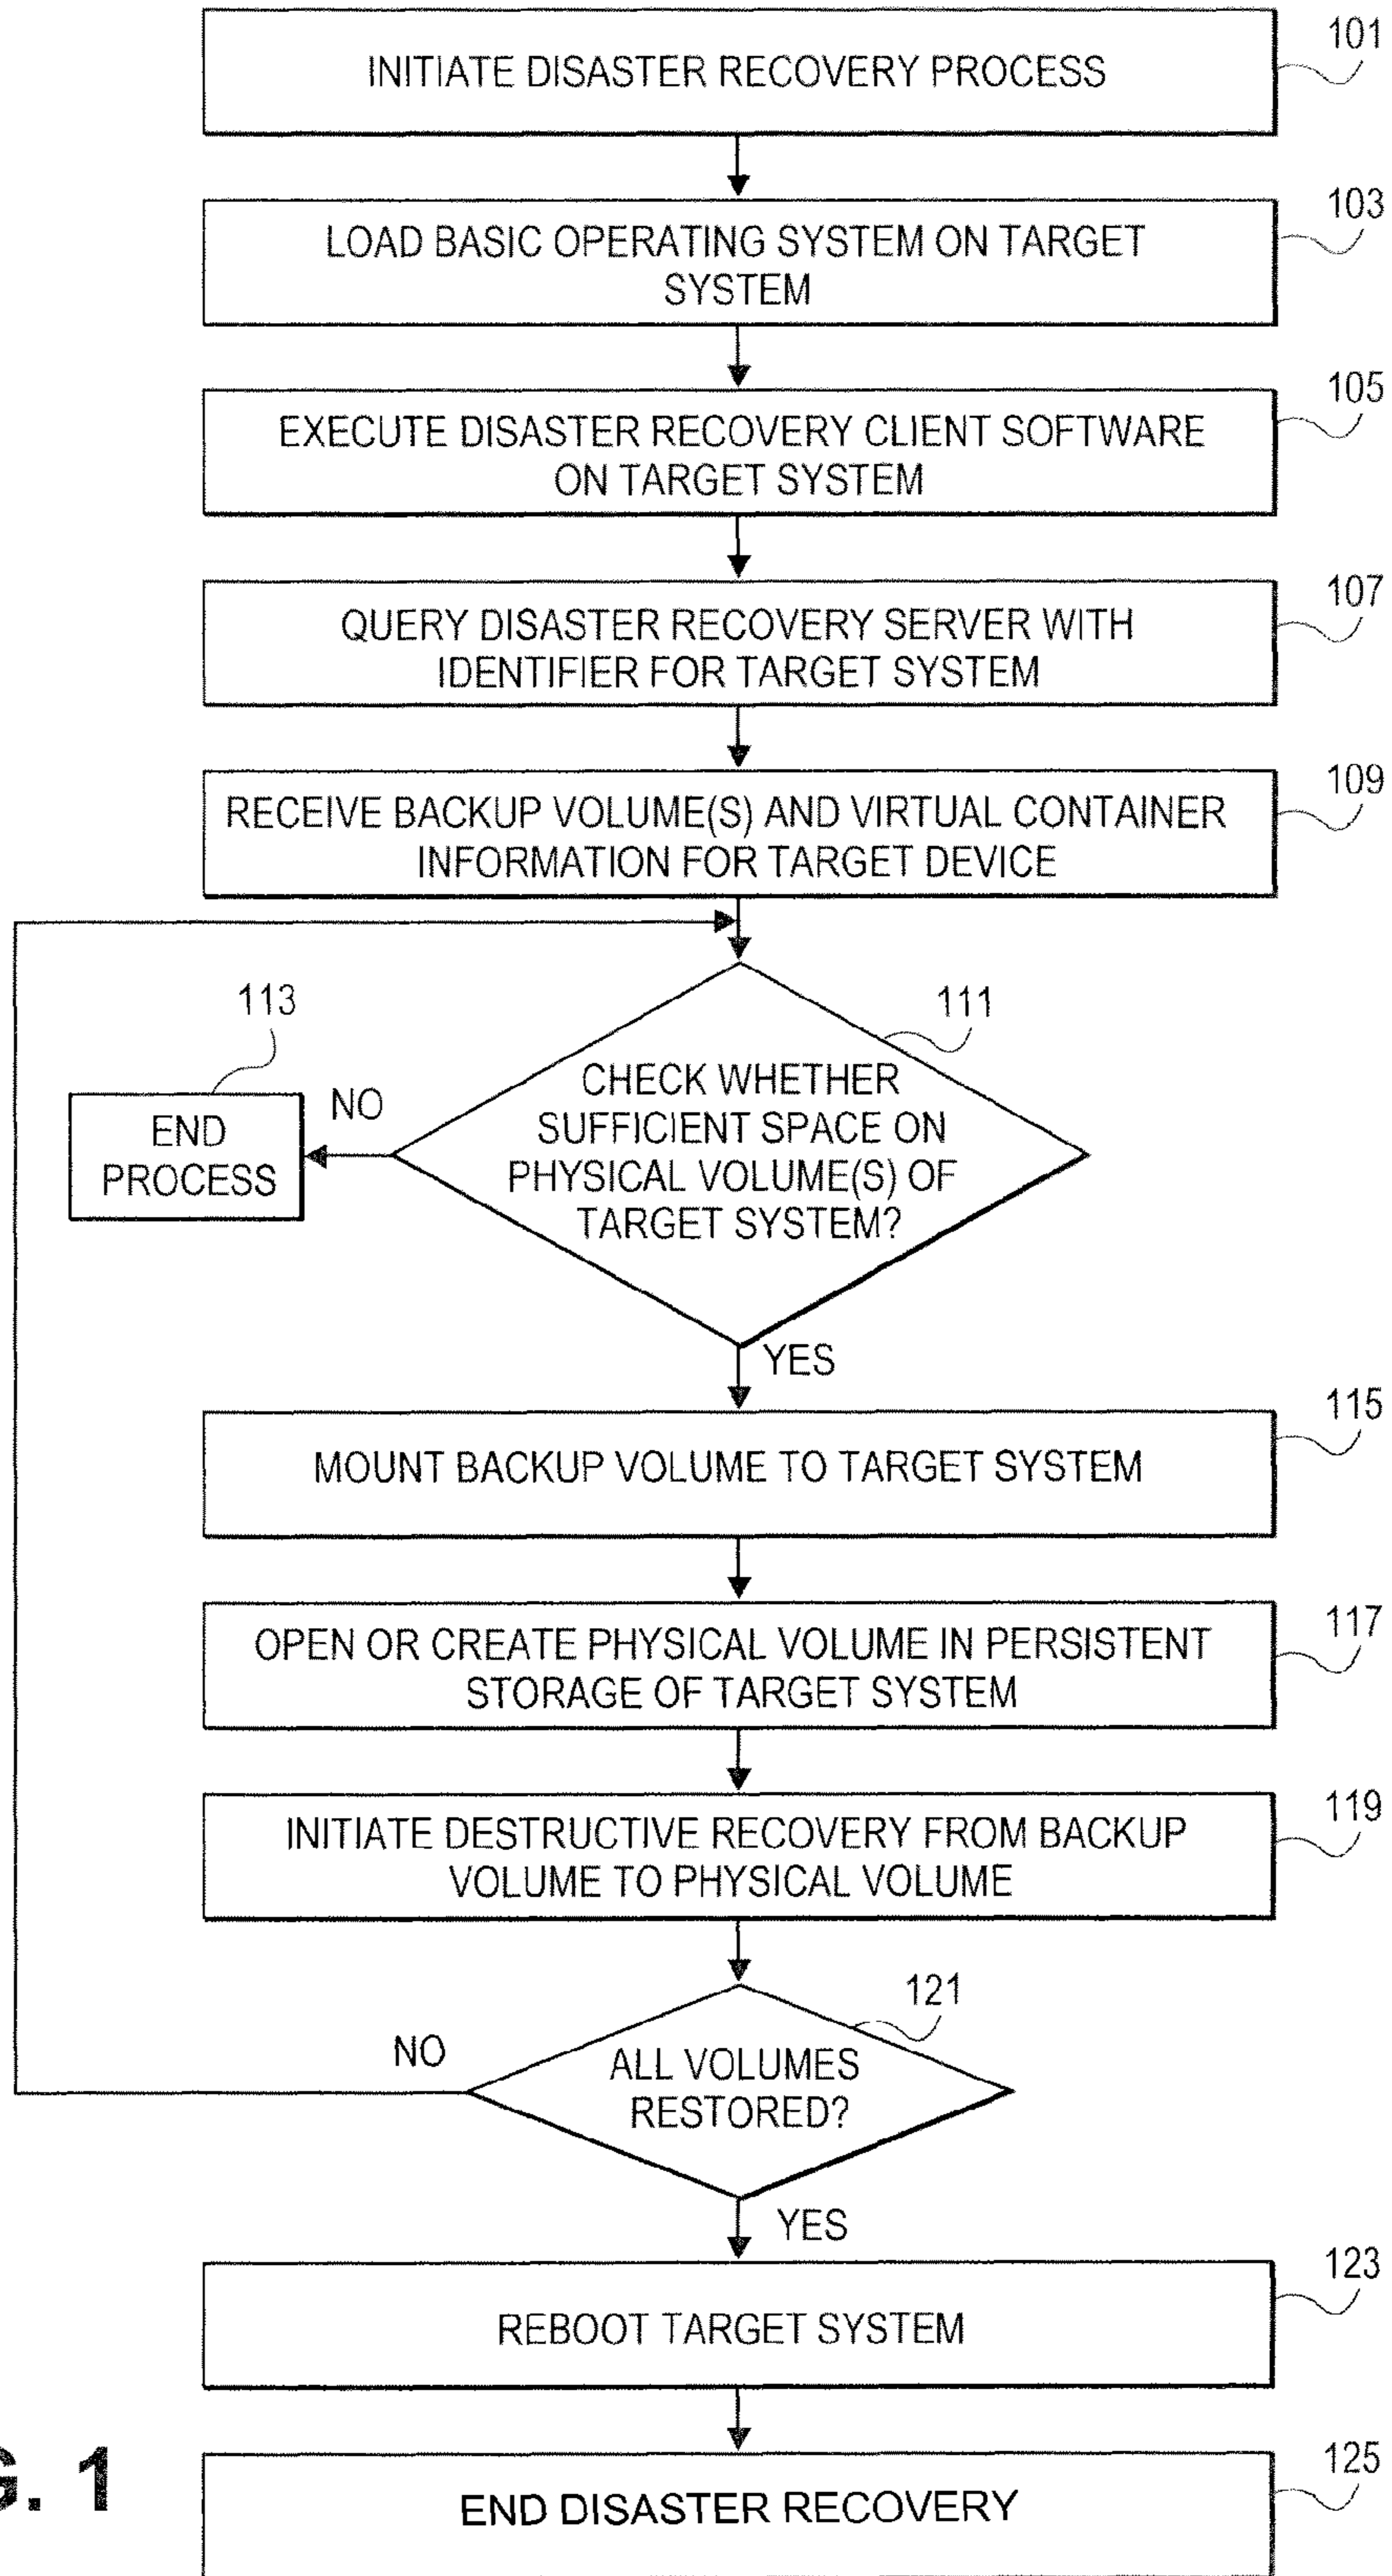 INITIATE DISASTER RECOVERY PROCESS
101
LOAD BASIC OPERATING SYSTEM ON TARGET
SYSTEM
103
EXECUTE DISASTER RECOVERY CLIENT SOFTWARE
ON TARGET SYSTEM
105
QUERY DISASTER RECOVERY SERVER WITH
IDENTIFIER FOR TARGET SYSTEM
107
RECEIVE BACKUP VOLUME(S) AND VIRTUAL CONTAINER
INFORMATION FOR TARGET DEVICE
109
113
END
PROCESS
NO
111
CHECK WHETHER
SUFFICIENT SPACE ON
PHYSICAL VOLUME(S) OF
TARGET SYSTEM?
YES
MOUNT BACKUP VOLUME TO TARGET SYSTEM
115
OPEN OR CREATE PHYSICAL VOLUME IN PERSISTENT
STORAGE OF TARGET SYSTEM
117
INITIATE DESTRUCTIVE RECOVERY FROM BACKUP
VOLUME TO PHYSICAL VOLUME
119
121
NO
ALL VOLUMES
RESTORED?
YES
REBOOT TARGET SYSTEM
123
G. 1
END DISASTER RECOVERY
125